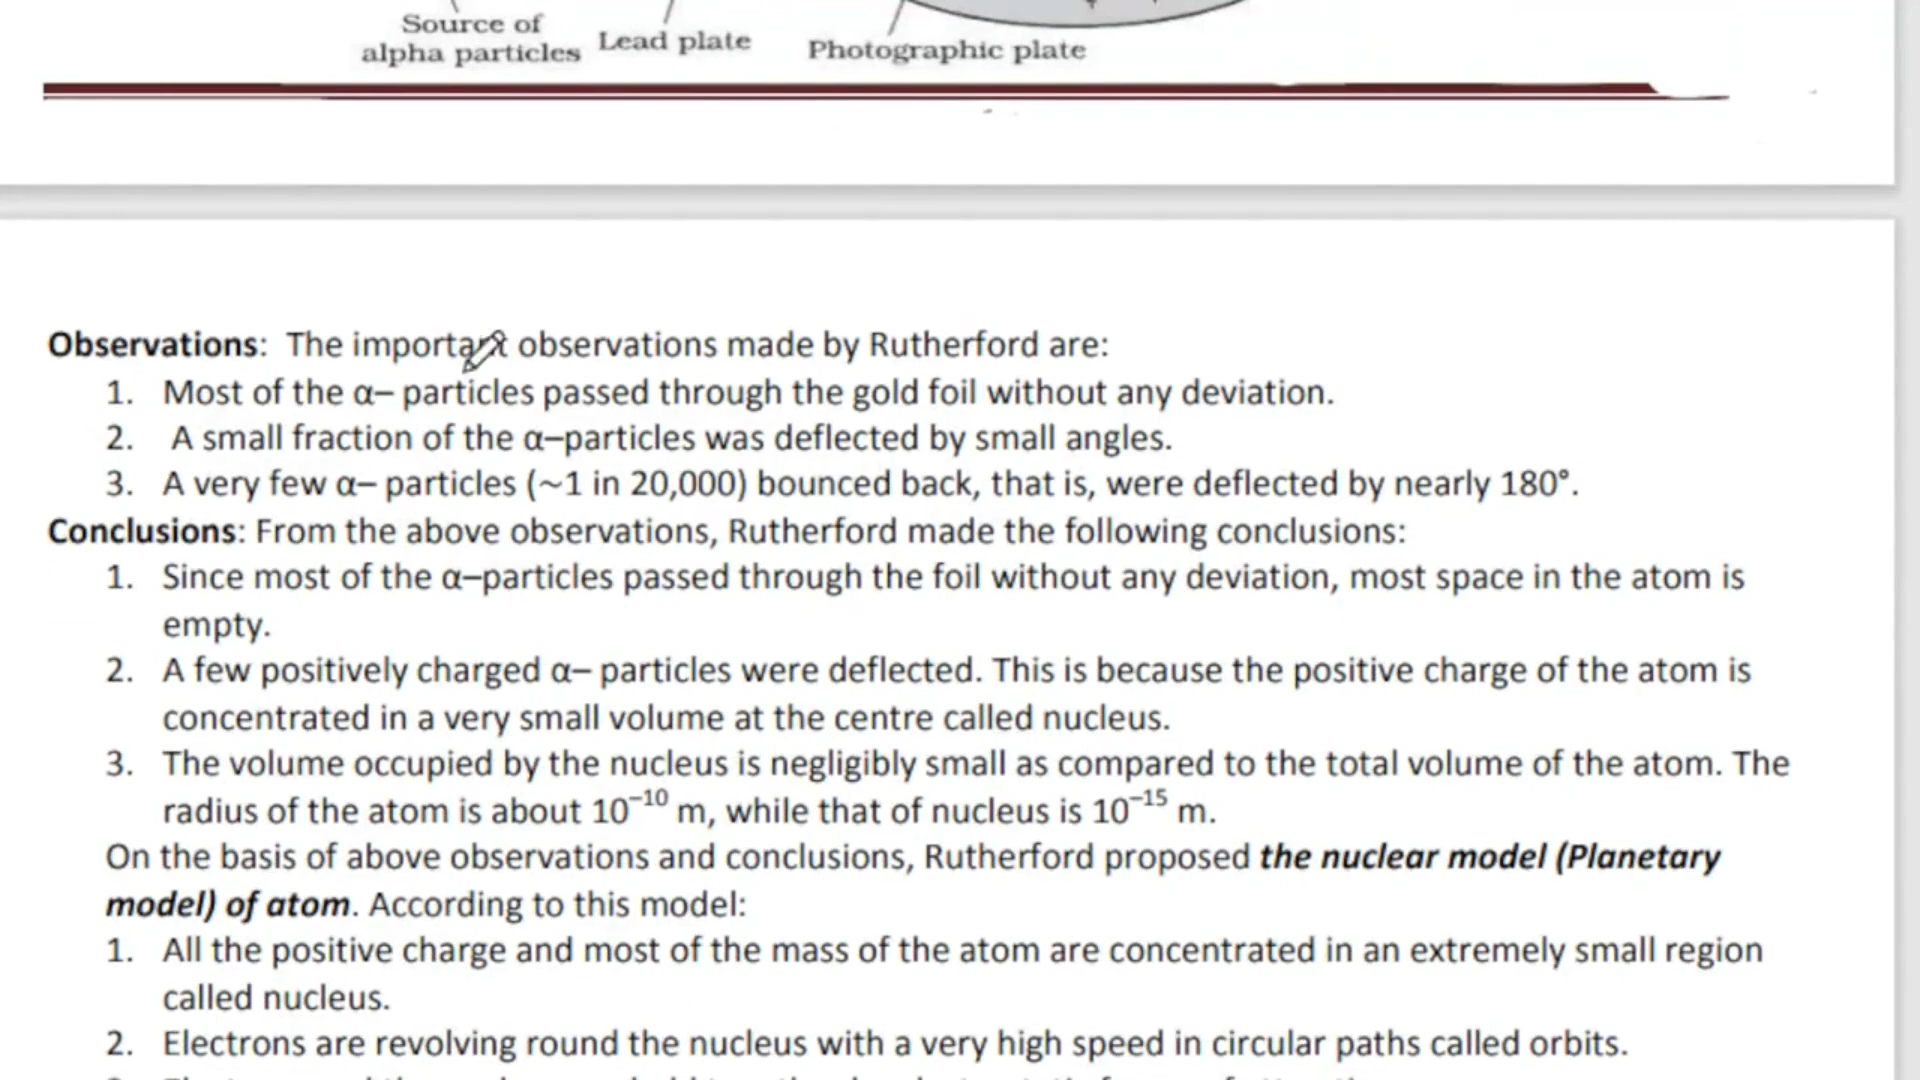 Source of
alpha particles
Lead plate
Photographic plate
Observations: The important observations made by Rutherford are:
1. Most of the α– particles passed through the gold foil without any deviation.
2. A small fraction of the α–particles was deflected by small angles.
3. A very few α– particles (~1 in 20,000) bounced back, that is, were deflected by nearly 180°.
Conclusions: From the above observations, Rutherford made the following conclusions:
1. Since most of the α–particles passed through the foil without any deviation, most space in the atom is
empty.
2. A few positively charged α– particles were deflected. This is because the positive charge of the atom is
concentrated in a very small volume at the centre called nucleus.
3. The volume occupied by the nucleus is negligibly small as compared to the total volume of the atom. The
radius of the atom is about 10⁻¹⁰ m, while that of nucleus is 10⁻¹⁵ m.
On the basis of above observations and conclusions, Rutherford proposed the nuclear model (Planetary
model) of atom. According to this model:
1. All the positive charge and most of the mass of the atom are concentrated in an extremely small region
called nucleus.
2. Electrons are revolving round the nucleus with a very high speed in circular paths called orbits.